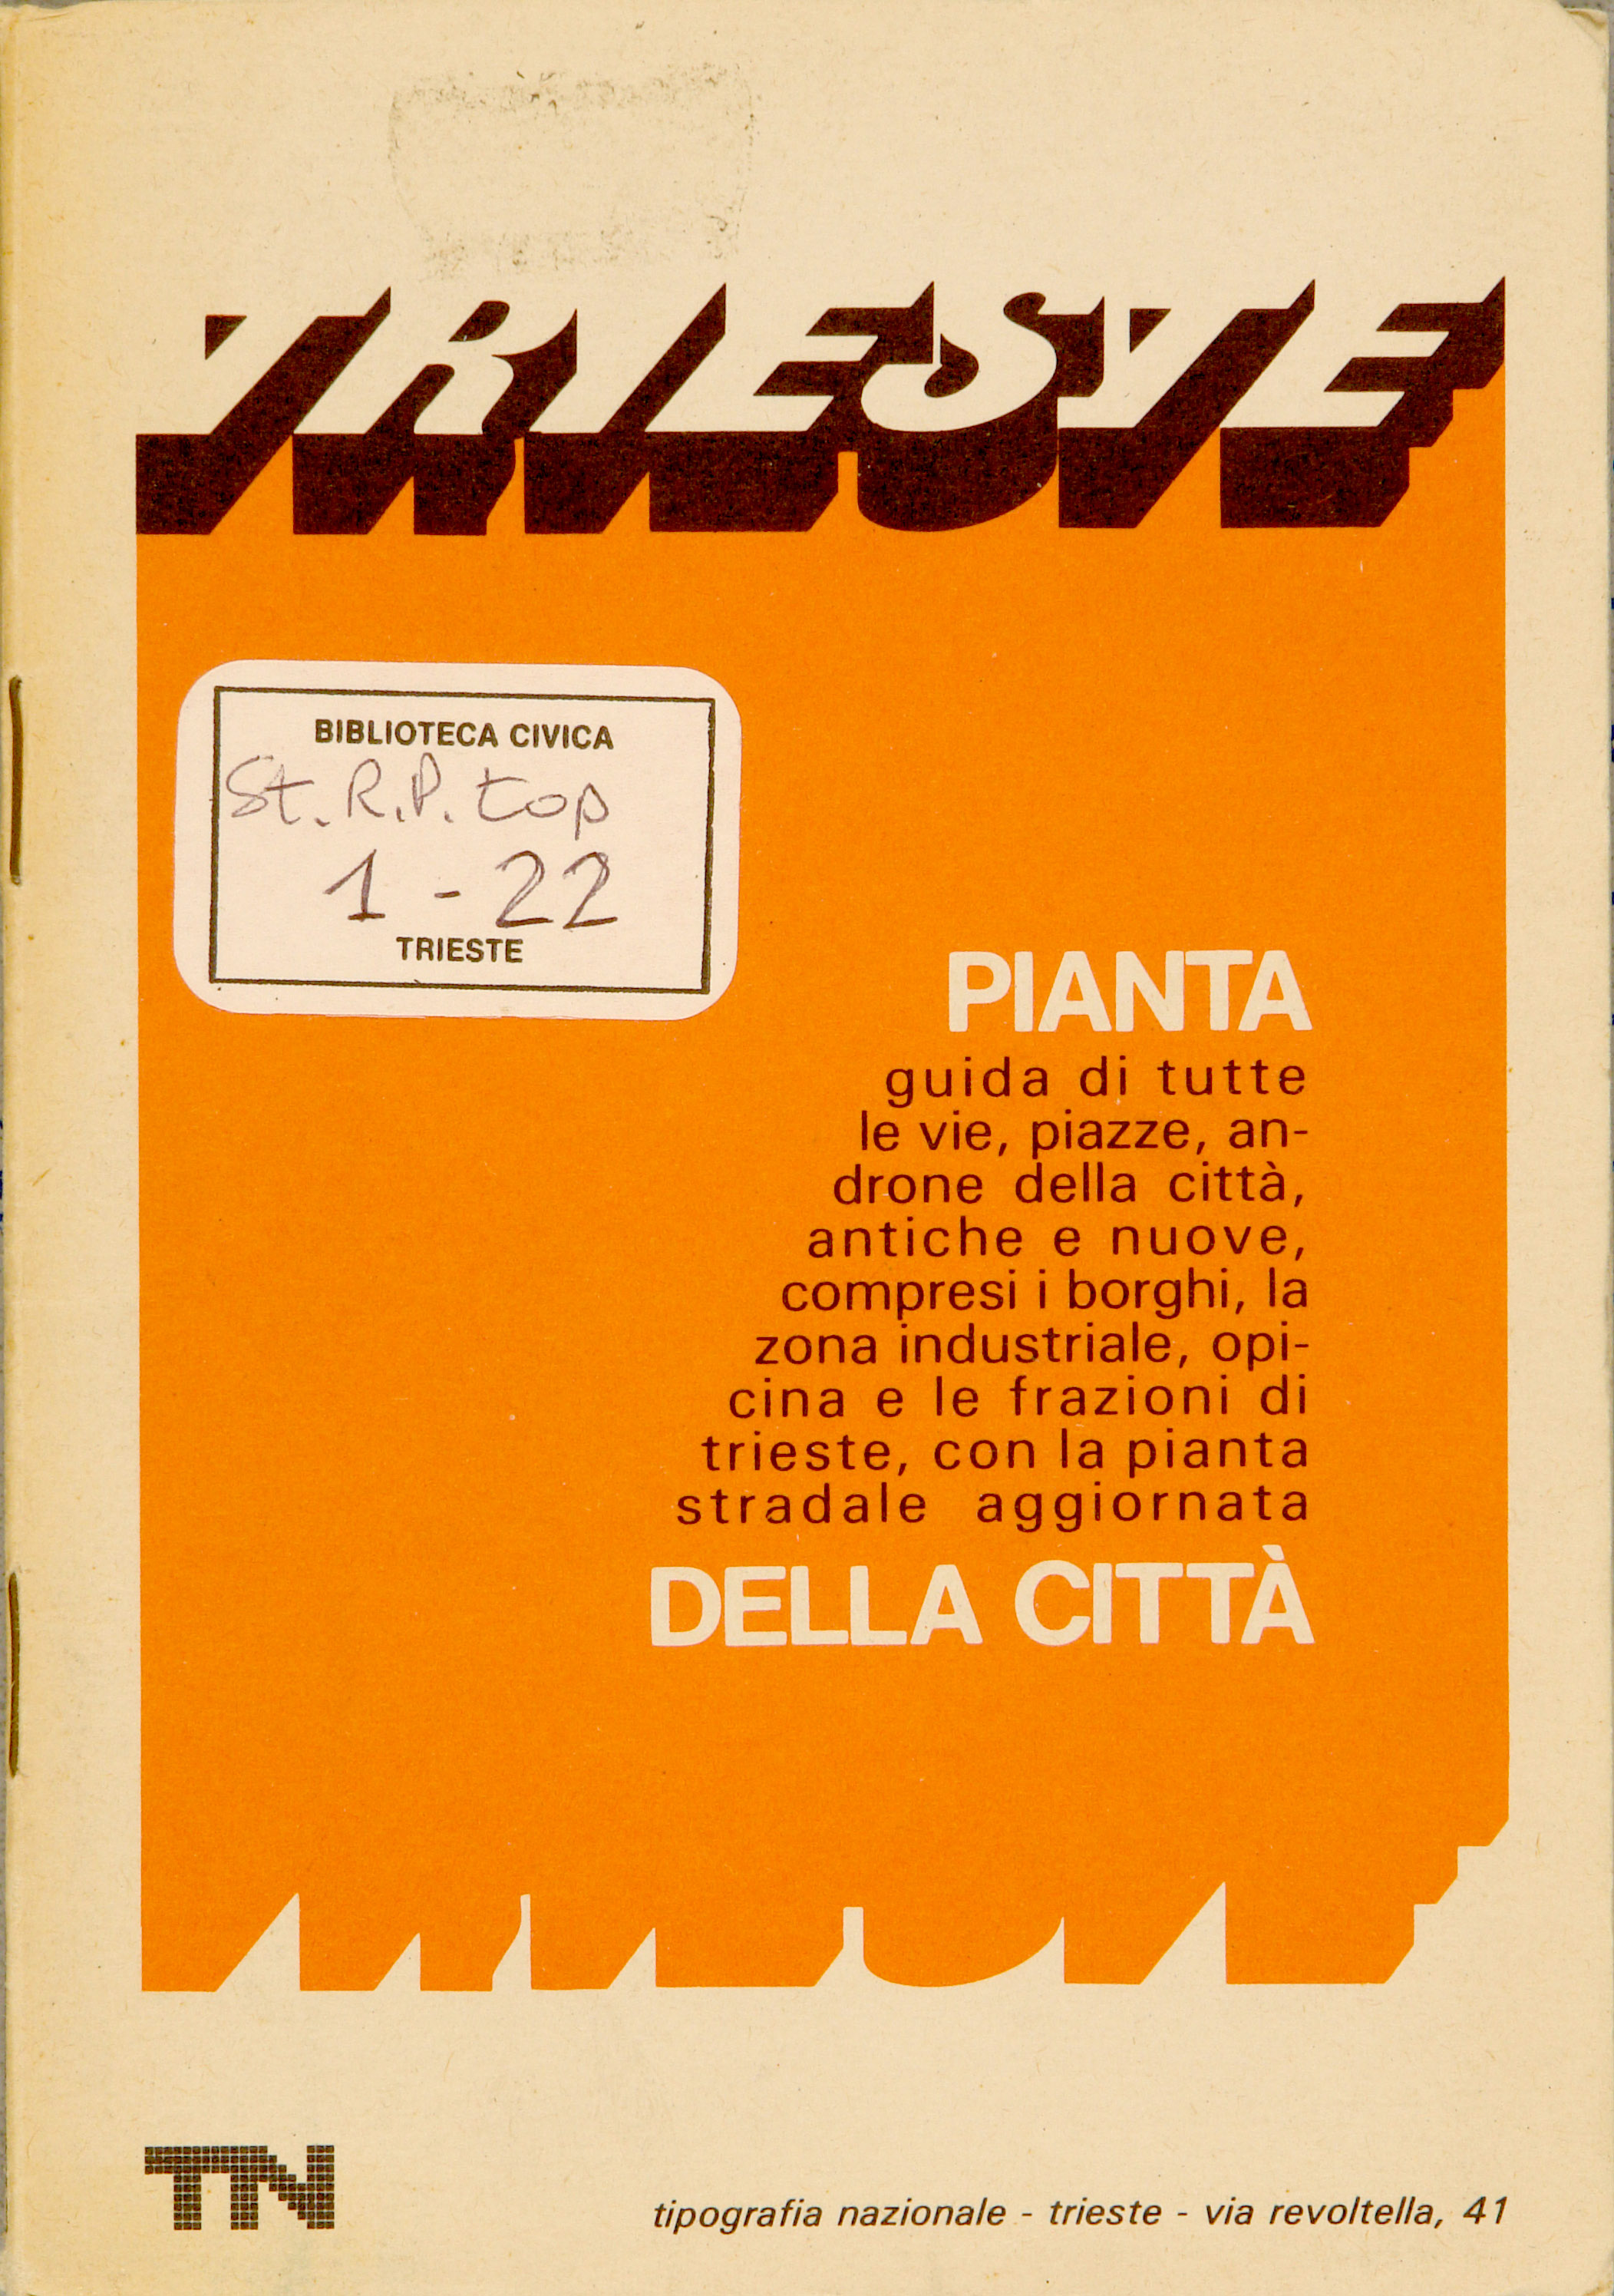 TRIESTE
BIBLIOTECA CIVICA
St. R.P. top
1 - 22
TRIESTE
PIANTA
guida di tutte
le vie, piazze, an-
drone della città,
antiche e nuove,
compresi i borghi, la
zona industriale, opi-
cina e le frazioni di
trieste, con la pianta
stradale aggiornata
DELLA CITTÀ
TN
tipografia nazionale - trieste - via revoltella, 41